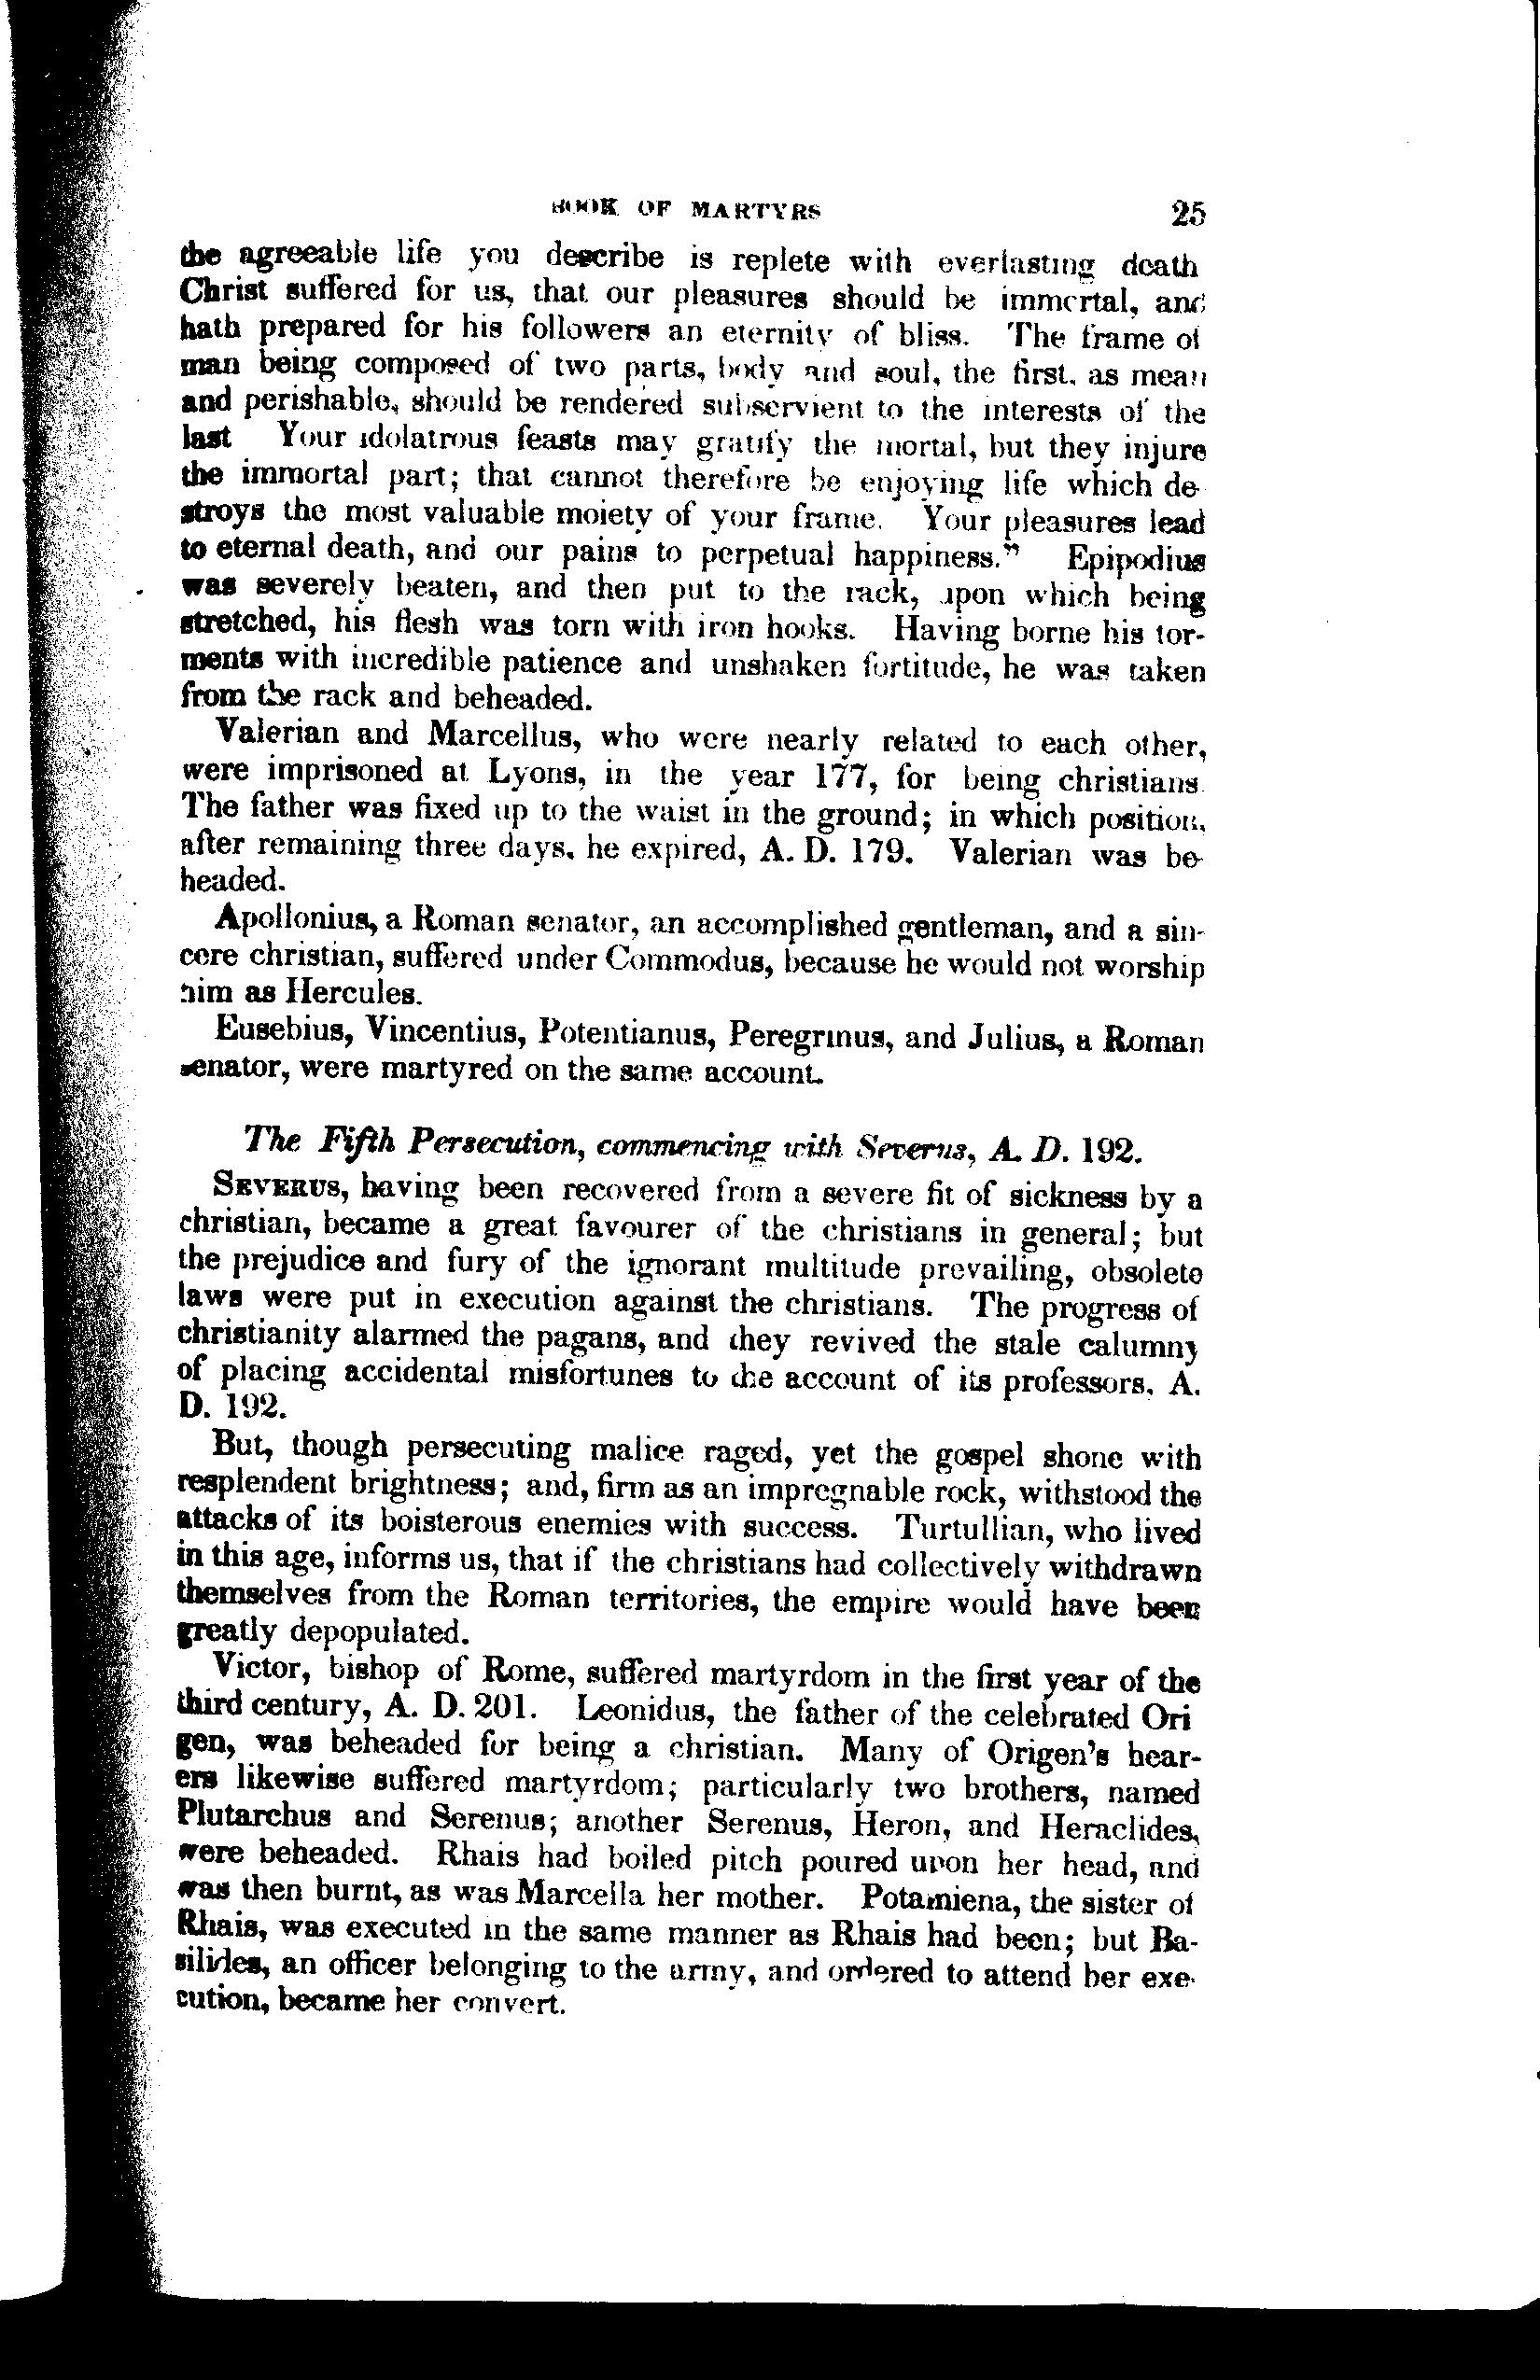 BOOK OF MARTYRS 25
the agreeable life you describe is replete with everlasting death
Christ suffered for us, that our pleasures should be immortal, and
hath prepared for his followers an eternity of bliss. The frame of
man being composed of two parts, body and soul, the first, as mean
and perishable, should be rendered subservient to the interests of the
last Your idolatrous feasts may gratify the mortal, but they injure
the immortal part; that cannot therefore be enjoying life which de-
stroys the most valuable moiety of your frame. Your pleasures lead
to eternal death, and our pains to perpetual happiness." Epipodius
was severely beaten, and then put to the rack, upon which being
stretched, his flesh was torn with iron hooks. Having borne his tor-
ments with incredible patience and unshaken fortitude, he was taken
from the rack and beheaded.
Valerian and Marcellus, who were nearly related to each other,
were imprisoned at Lyons, in the year 177, for being christians.
The father was fixed up to the waist in the ground; in which position,
after remaining three days, he expired, A. D. 179. Valerian was be-
headed.
Apollonius, a Roman senator, an accomplished gentleman, and a sin-
cere christian, suffered under Commodus, because he would not worship
him as Hercules.
Eusebius, Vincentius, Potentianus, Peregrinus, and Julius, a Roman
senator, were martyred on the same account.
The Fifth Persecution, commencing with Severus, A. D. 192.
SEVERUS, having been recovered from a severe fit of sickness by a
christian, became a great favourer of the christians in general; but
the prejudice and fury of the ignorant multitude prevailing, obsolete
laws were put in execution against the christians. The progress of
christianity alarmed the pagans, and they revived the stale calumny
of placing accidental misfortunes to the account of its professors, A.
D. 192.
But, though persecuting malice raged, yet the gospel shone with
resplendent brightness; and, firm as an impregnable rock, withstood the
attacks of its boisterous enemies with success. Turtullian, who lived
in this age, informs us, that if the christians had collectively withdrawn
themselves from the Roman territories, the empire would have been
greatly depopulated.
Victor, bishop of Rome, suffered martyrdom in the first year of the
third century, A. D. 201. Leonidus, the father of the celebrated Ori
gen, was beheaded for being a christian. Many of Origen's hear-
ers likewise suffered martyrdom; particularly two brothers, named
Plutarchus and Serenus; another Serenus, Heron, and Heraclides,
were beheaded. Rhais had boiled pitch poured upon her head, and
was then burnt, as was Marcella her mother. Potamiena, the sister of
Rhais, was executed in the same manner as Rhais had been; but Ba-
silides, an officer belonging to the army, and ordered to attend her exe-
cution, became her convert.